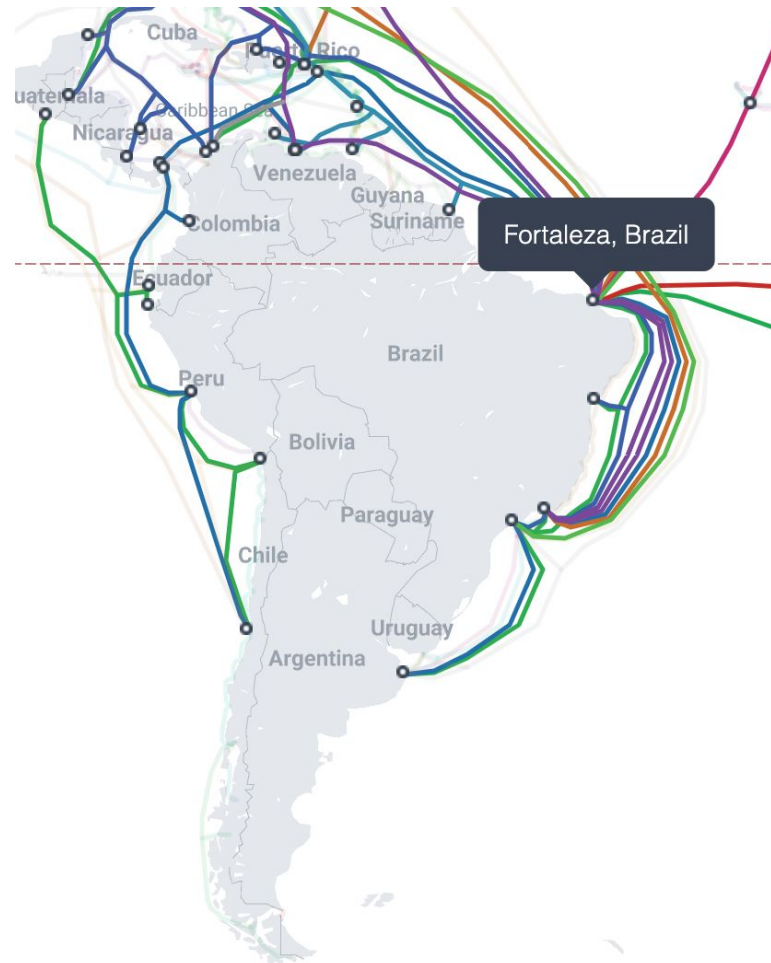 Cuba
Puerto Rico
uatemala
Caribbean Sea
Nicaragua
Venezuela
Guyana
Suriname
Colombia
Fortaleza, Brazil
Ecuador
Brazil
Peru
Bolivia
Paraguay
Chile
Uruguay
Argentina